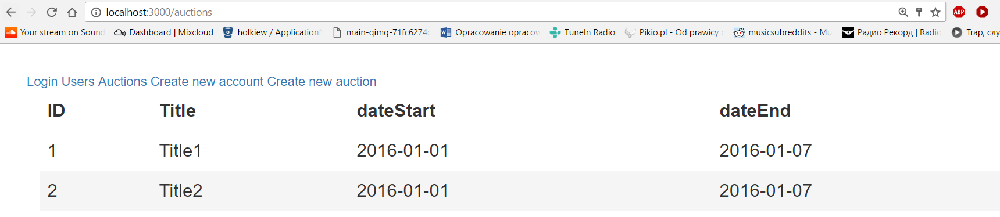 localhost:3000/auctions
ABP
Your stream on Sound Dashboard | Mixcloud holkiew / Application main-qimg-71fc6274 Opracowanie opracow TuneIn Radio Pikio.pl - Od prawicy musicsubreddits - Mu Радио Рекорд | Radio Trap, слу
Login Users Auctions Create new account Create new auction
ID Title dateStart dateEnd
1 Title1 2016-01-01 2016-01-07
2 Title2 2016-01-01 2016-01-07